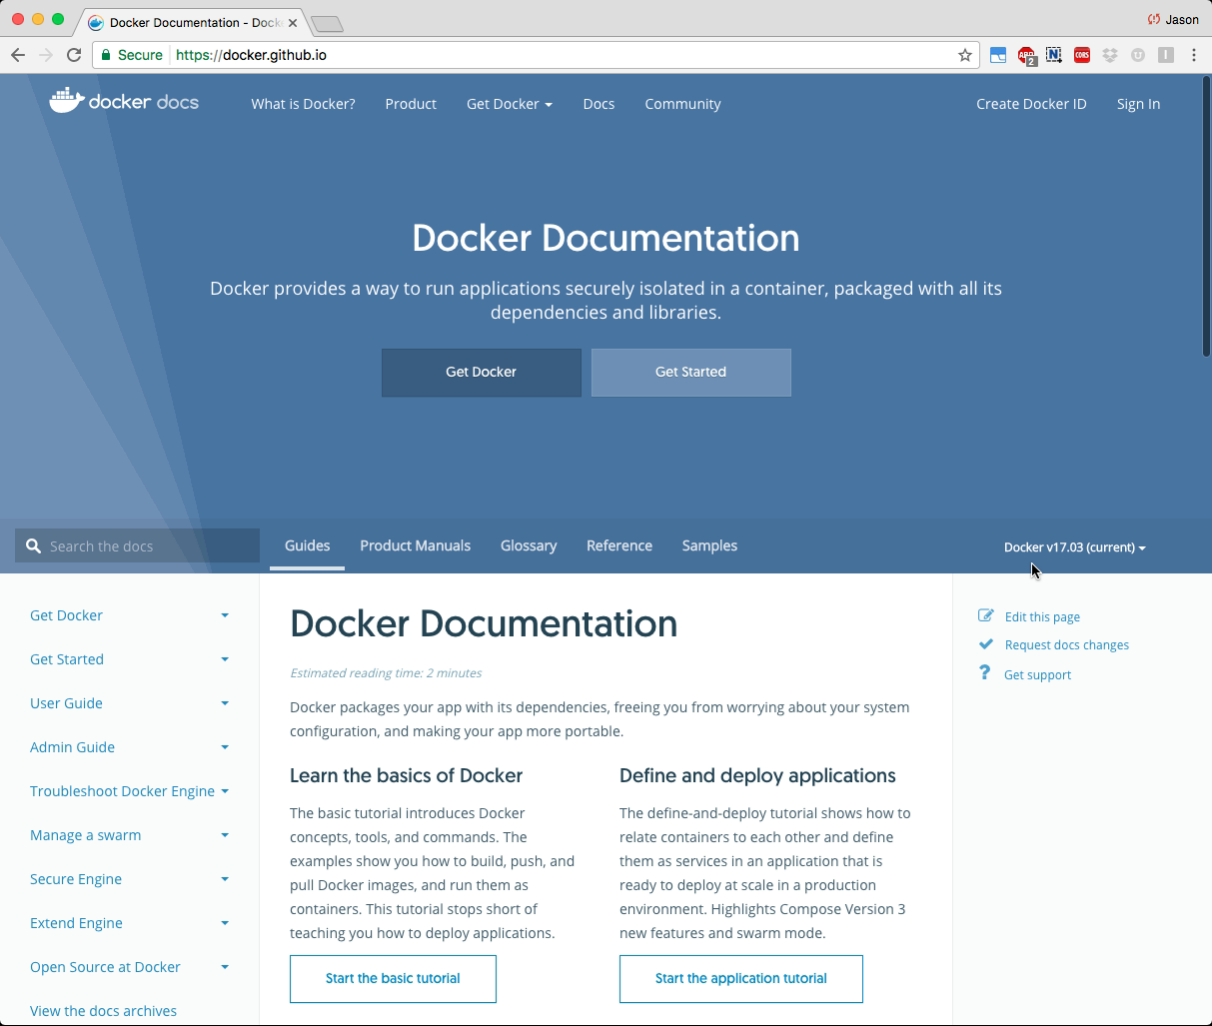 Docker Documentation - Dock
Jason
Secure
https://docker.github.io
ABP
2
N
CORS
docker docs
What is Docker?
Product
Get Docker
Docs
Community
Create Docker ID
Sign In
Docker Documentation
Docker provides a way to run applications securely isolated in a container, packaged with all its
dependencies and libraries.
Get Docker
Get Started
Search the docs
Guides
Product Manuals
Glossary
Reference
Samples
Docker v17.03 (current)
Get Docker
Get Started
User Guide
Admin Guide
Troubleshoot Docker Engine
Manage a swarm
Secure Engine
Extend Engine
Open Source at Docker
View the docs archives
Docker Documentation
Estimated reading time: 2 minutes
Docker packages your app with its dependencies, freeing you from worrying about your system
configuration, and making your app more portable.
Learn the basics of Docker
The basic tutorial introduces Docker
concepts, tools, and commands. The
examples show you how to build, push, and
pull Docker images, and run them as
containers. This tutorial stops short of
teaching you how to deploy applications.
Start the basic tutorial
Define and deploy applications
The define-and-deploy tutorial shows how to
relate containers to each other and define
them as services in an application that is
ready to deploy at scale in a production
environment. Highlights Compose Version 3
new features and swarm mode.
Start the application tutorial
Edit this page
Request docs changes
Get support